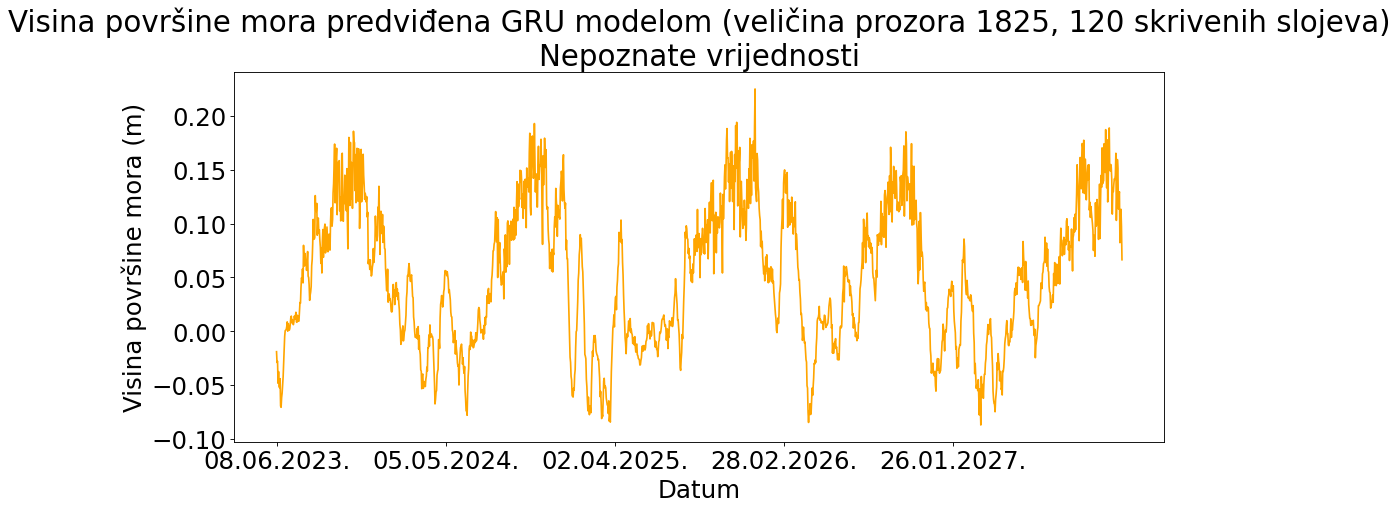 Visina površine mora predviđena GRU modelom (veličina prozora 1825, 120 skrivenih slojeva)
Nepoznate vrijednosti
Visina površine mora (m)
0.20
0.15
0.10
0.05
0.00
−0.05
−0.10
08.06.2023. 05.05.2024. 02.04.2025. 28.02.2026. 26.01.2027.
Datum